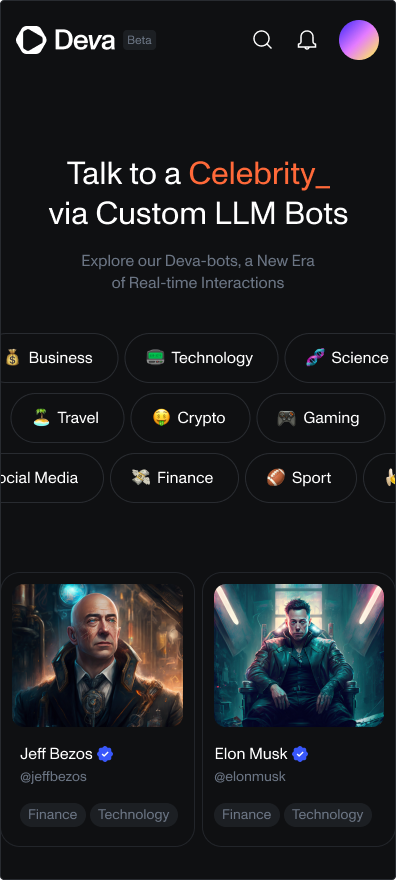 Deva Beta
Talk to a Celebrity_
via Custom LLM Bots
Explore our Deva-bots, a New Era
of Real-time Interactions
Business Technology Science
Travel Crypto Gaming
ocial Media Finance Sport
Jeff Bezos
@jeffbezos
Finance Technology
Elon Musk
@elonmusk
Finance Technology